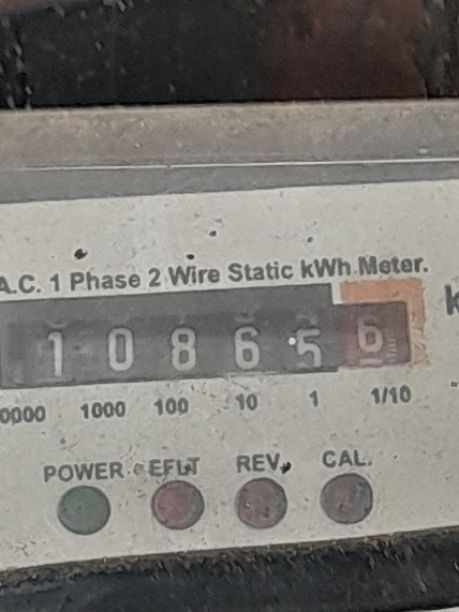 A.C. 1 Phase 2 Wire Static kWh Meter.
k
1 0 8 6 5 6
0000 1000 100 10 1 1/10
POWER EFLT REV. CAL.